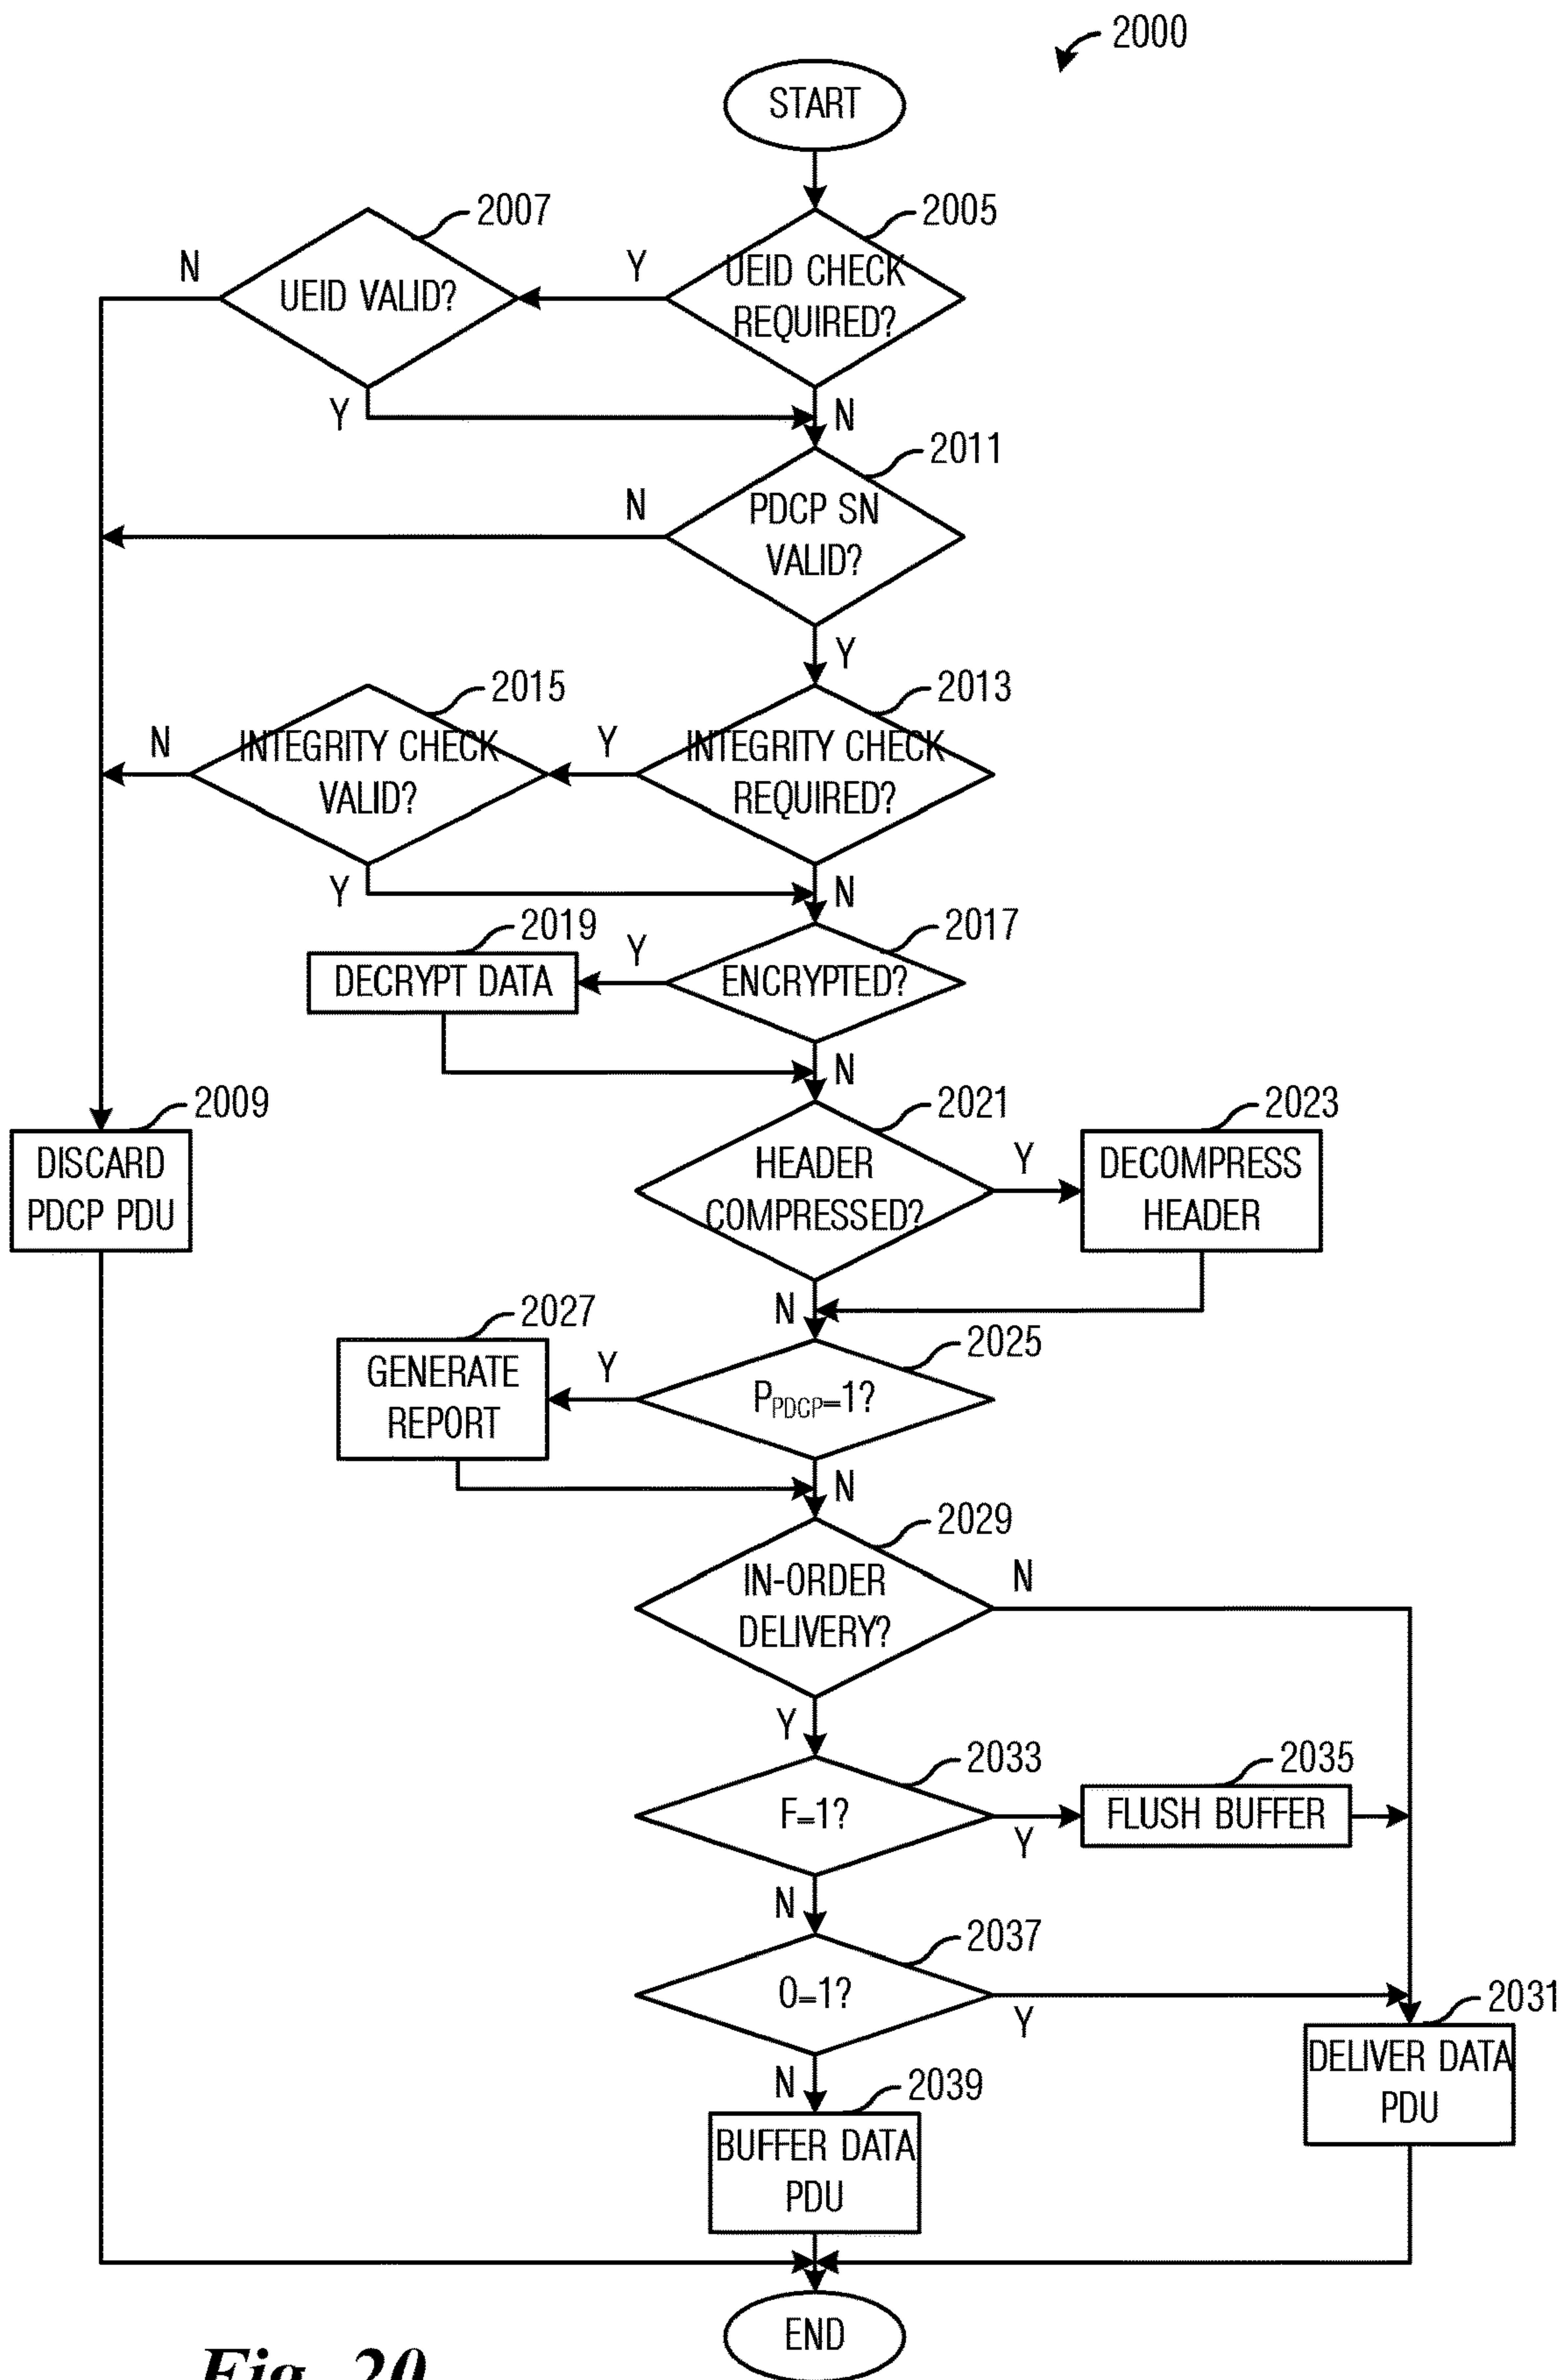 2000
START
2007
2005
N
UEID VALID?
Y
UEID CHECK
REQUIRED?
Y
N
2011
N
PDCP SN
VALID?
Y
2015
2013
N
INTEGRITY CHECK
VALID?
Y
INTEGRITY CHECK
REQUIRED?
Y
N
2019
2017
DECRYPT DATA
Y
ENCRYPTED?
N
2009
2021
2023
DISCARD
PDCP PDU
HEADER
COMPRESSED?
Y
DECOMPRESS
HEADER
N
2027
2025
GENERATE
REPORT
Y
PPDCP=1?
N
2029
IN-ORDER
DELIVERY?
N
Y
2033
2035
F=1?
Y
FLUSH BUFFER
N
2037
O=1?
Y
2031
DELIVER DATA
PDU
N
2039
BUFFER DATA
PDU
END
Fig. 20